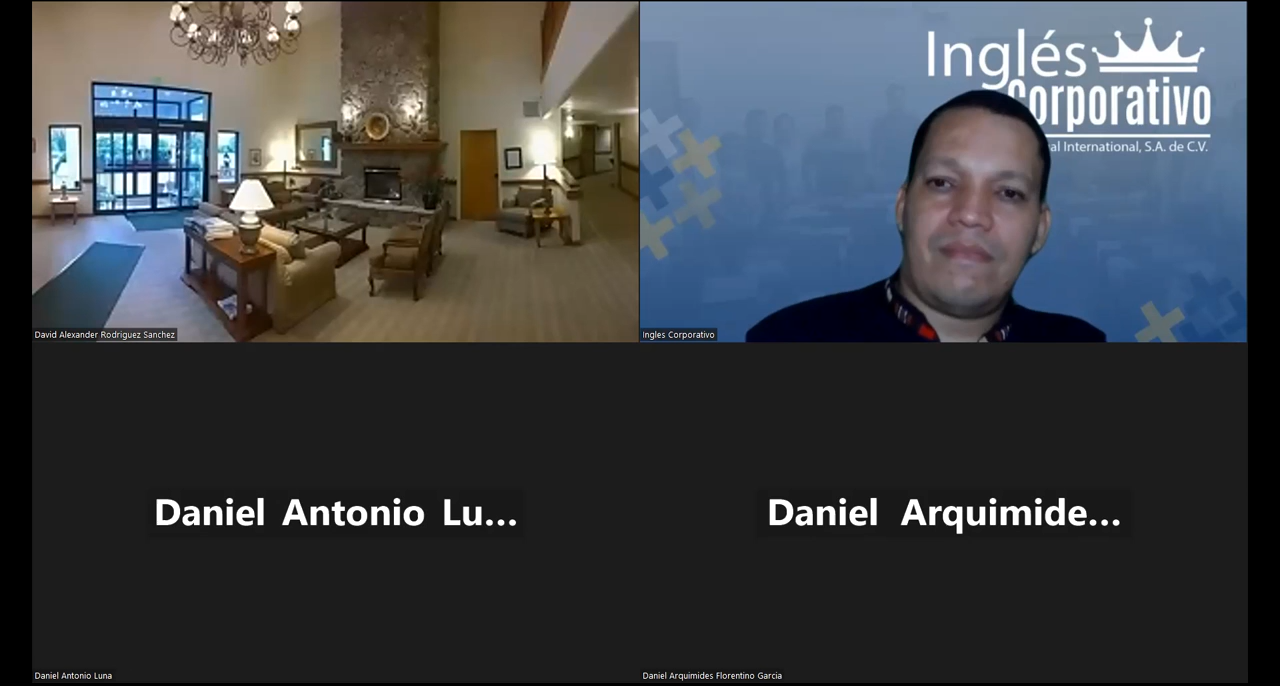 Inglés
Corporativo
al International, S.A. de C.V.
David Alexander Rodriguez Sanchez
Ingles Corporativo
Daniel Antonio Lu...
Daniel Arquimide...
Daniel Antonio Luna
Daniel Arquimides Florentino Garcia